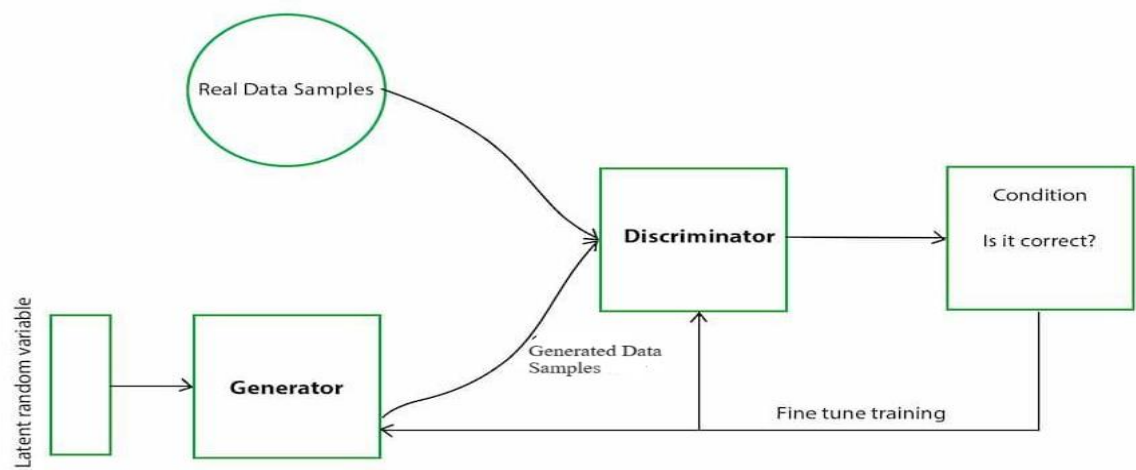 Real Data Samples
Condition
Discriminator
Is it correct?
Latent random variable
Generated Data
Samples
Generator
Fine tune training